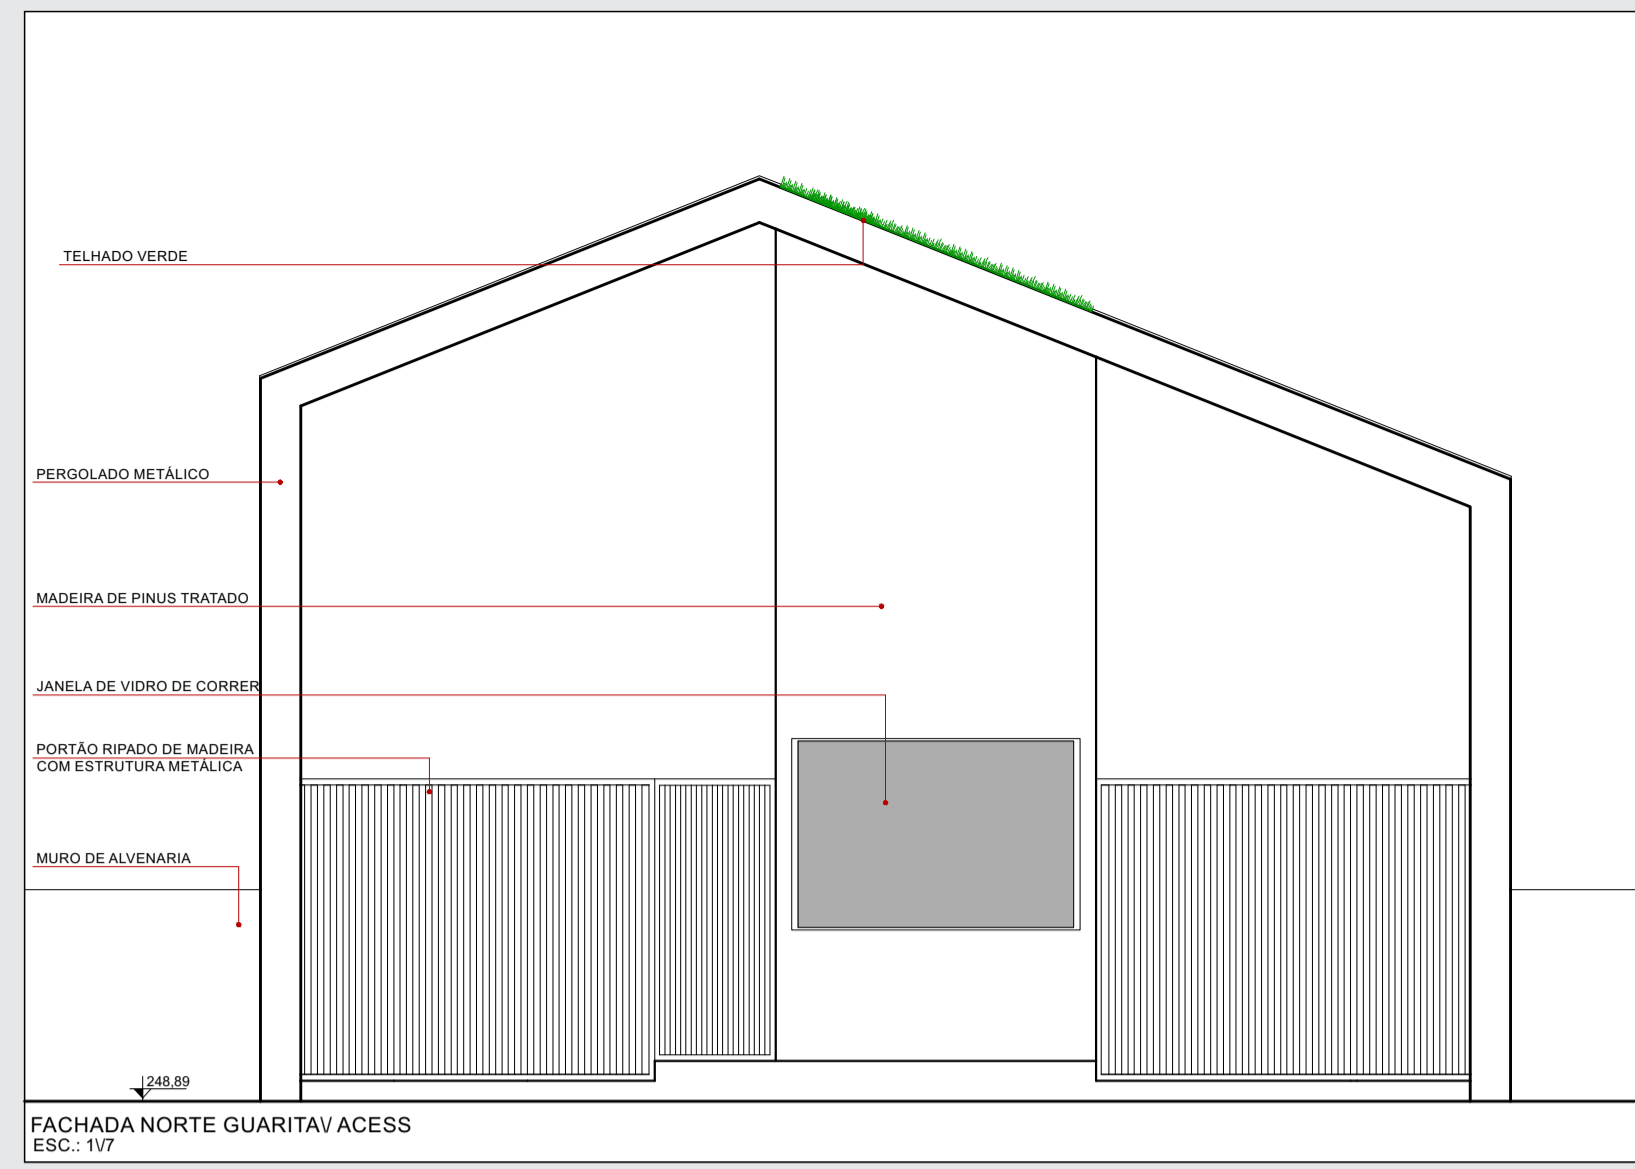 TELHADO VERDE
PERGOLADO METÁLICO
MADEIRA DE PINUS TRATADO
JANELA DE VIDRO DE CORRER
PORTÃO RIPADO DE MADEIRA
COM ESTRUTURA METÁLICA
MURO DE ALVENARIA
248,89
FACHADA NORTE GUARITA\/ ACESS
ESC.: 1\/7